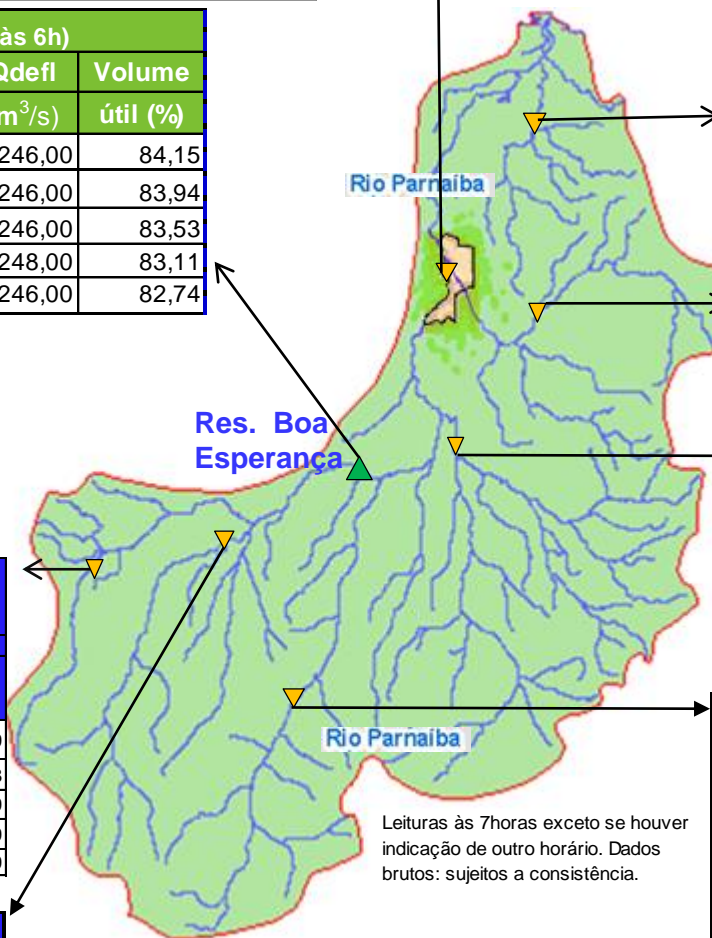 às 6h)
Qdefl Volume
m³/s) útil (%)
246,00 84,15
246,00 83,94
246,00 83,53
248,00 83,11
246,00 82,74
Rio Parnaíba
Res. Boa
Esperança
Rio Parnaíba
Leituras às 7horas exceto se houver
indicação de outro horário. Dados
brutos: sujeitos a consistência.